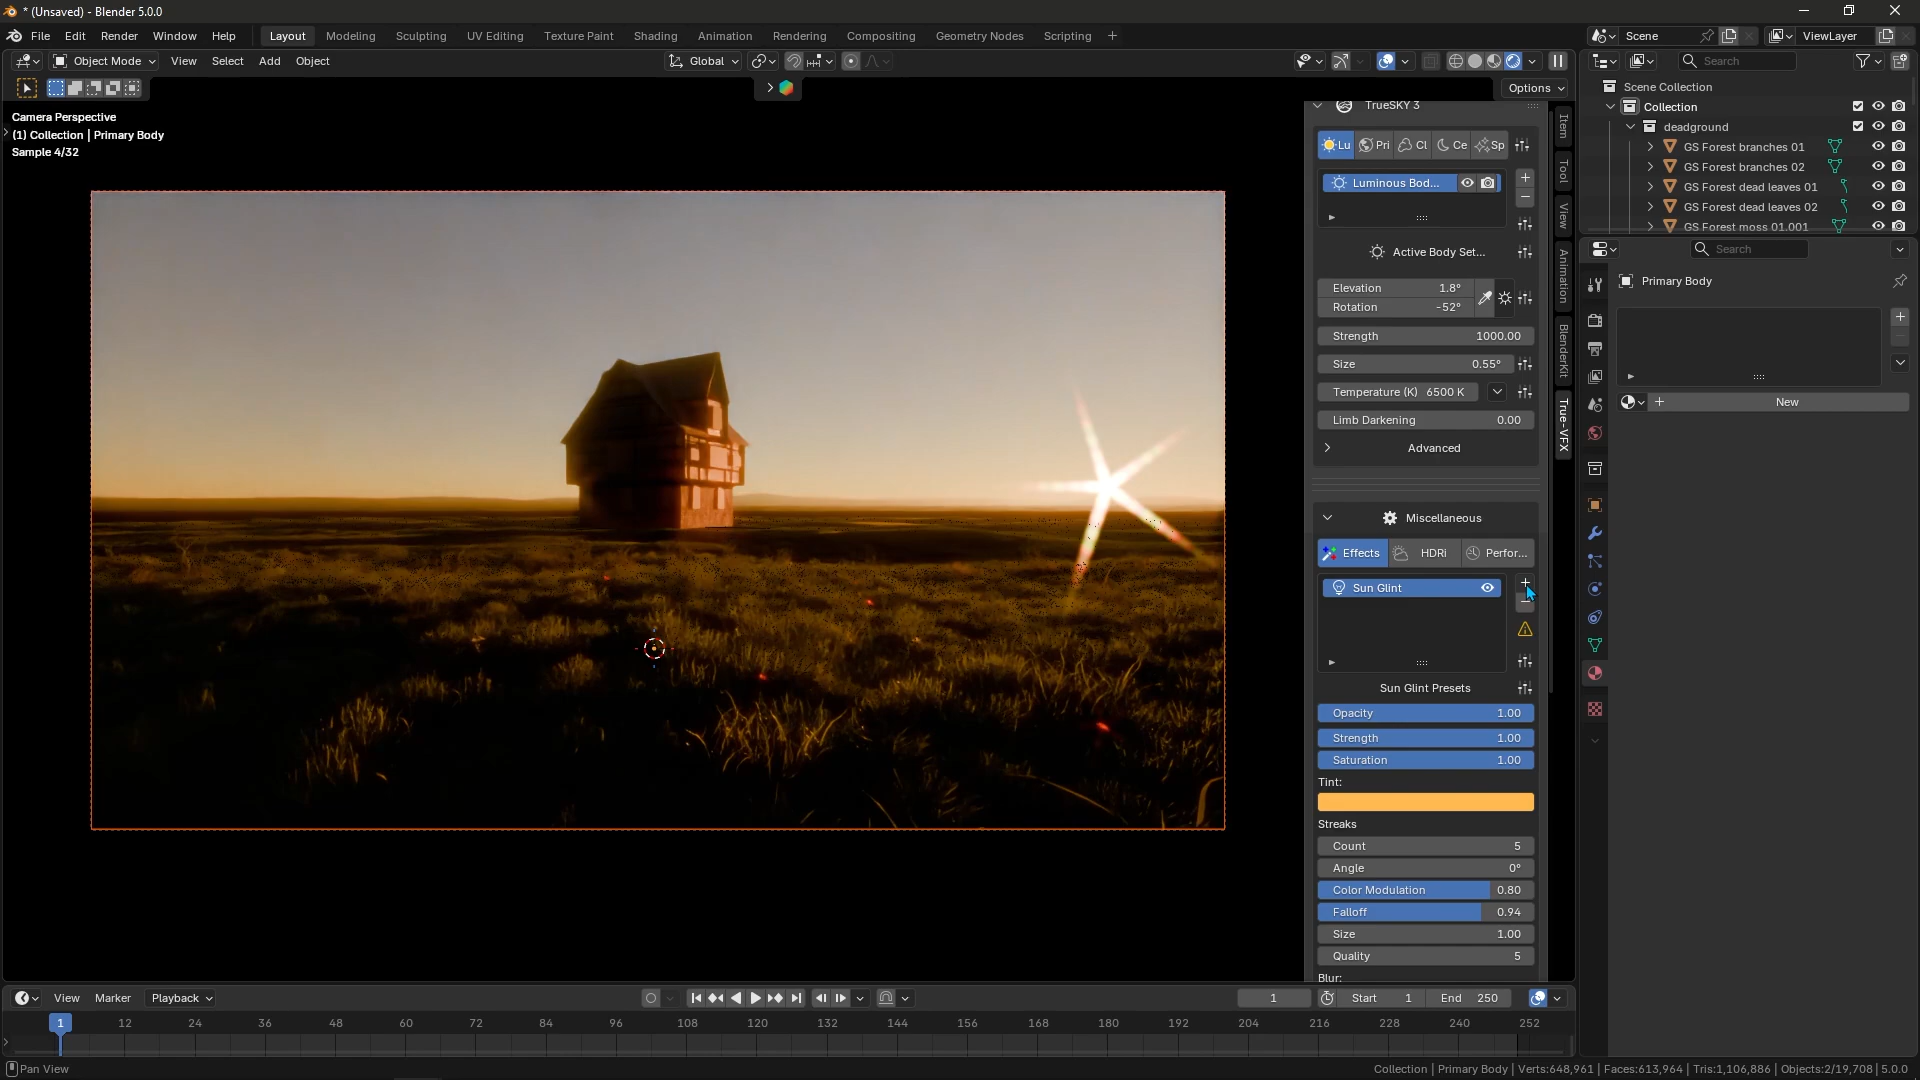 * (Unsaved) - Blender 5.0.0
File Edit Render Window Help Layout Modeling Sculpting UV Editing Texture Paint Shading Animation Rendering Compositing Geometry Nodes Scripting + Scene ViewLayer
Object Mode View Select Add Object Global Search
Options
Camera Perspective
(1) Collection | Primary Body
Sample 4/32
TrueSKY 3
Lu Pri Cl Ce Sp
Luminous Bod...
Active Body Set...
Elevation 1.8°
Rotation -52°
Strength 1000.00
Size 0.55°
Temperature (K) 6500 K
Limb Darkening 0.00
Advanced
Miscellaneous
Effects HDRi Perfor...
Sun Glint
Sun Glint Presets
Opacity 1.00
Strength 1.00
Saturation 1.00
Tint:
Streaks
Count 5
Angle 0°
Color Modulation 0.80
Falloff 0.94
Size 1.00
Quality 5
Blur:
Item
Tool
View
Animation
BlenderKit
True-VFX
Scene Collection
Collection
deadground
GS Forest branches 01
GS Forest branches 02
GS Forest dead leaves 01
GS Forest dead leaves 02
GS Forest moss 01.001
Search
Primary Body
New
View Marker Playback 1 Start 1 End 250
1 12 24 36 48 60 72 84 96 108 120 132 144 156 168 180 192 204 216 228 240 252
Pan View
Collection | Primary Body | Verts:648,961 | Faces:613,964 | Tris:1,106,886 | Objects:2/19,708 | 5.0.0